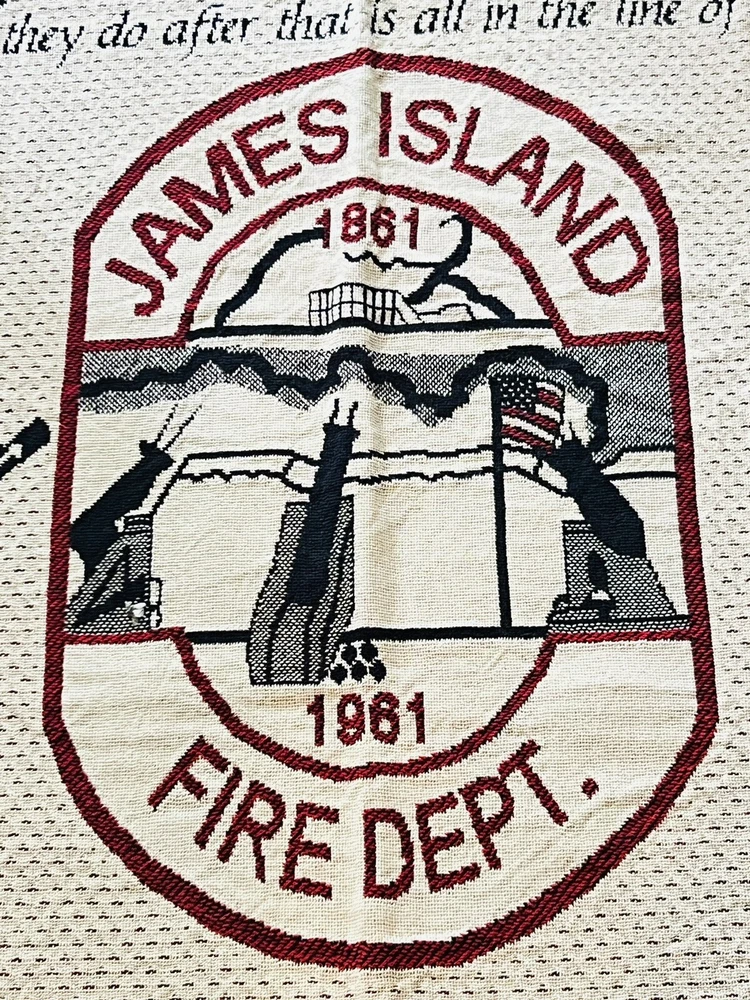 they do after that is all in the line of
JAMES ISLAND
1861
1961
FIRE DEPT.